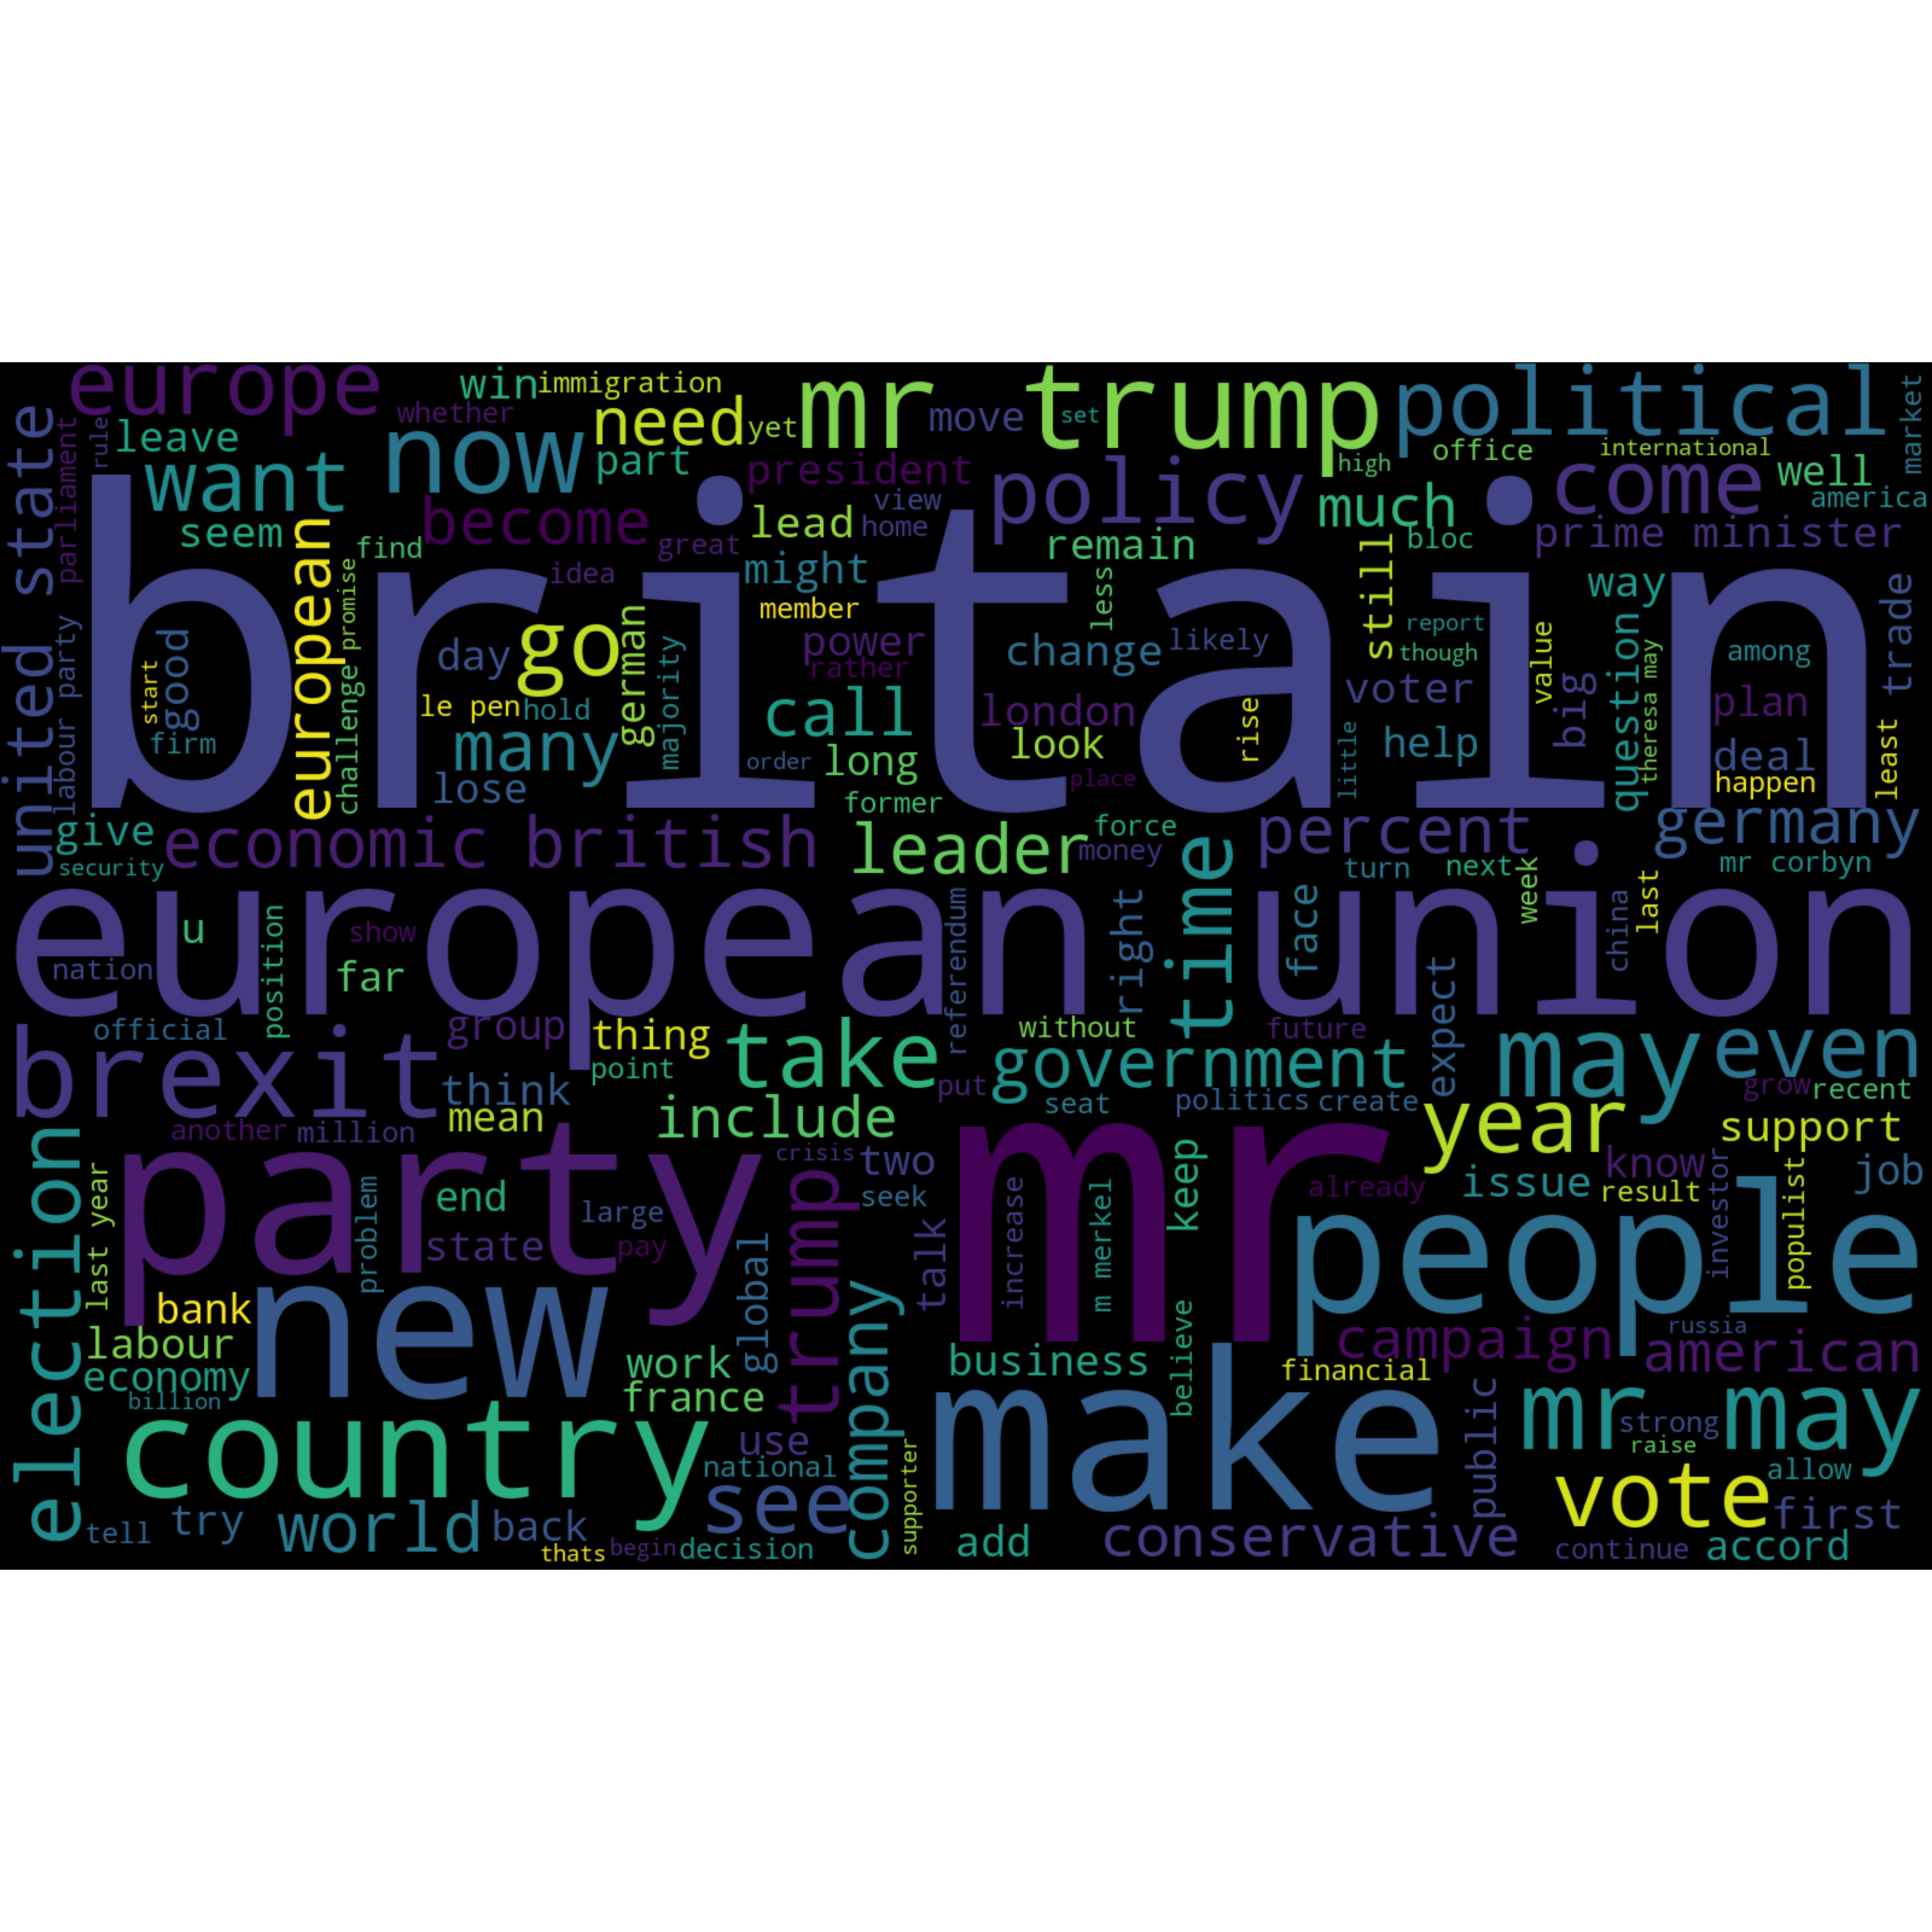 europe
win
immigration
mr trump
political
market
whether
need
yet
move
set
leave
now
part
president
high
office
international
rule
parliament
want
policy
much
come
well
america
united state
seem
become
view
lead
home
great
find
remain
bloc
prime minister
britain
european
promise
idea
might
member
less
still
way
trade
labour party
good
start
firm
challenge
day
go
german
majority
power
rather
change
likely
report
though
value
question
theresa may
among
le pen
hold
call
london
voter
big
plan
many
look
rise
help
deal
lose
order
long
place
little
happen
least
former
give
economic british
leader
force
money
time
percent
germany
security
turn
next
mr corbyn
european union
u
show
nation
far
position
referendum
right
face
week
china
last
official
group
thing
without
future
brexit
think
point
take
put
government
expect
may
even
grow
recent
another
million
mean
include
seat
politics
create
year
support
election
party
crisis
two
mr
keep
already
issue
know
result
investor
populist
job
last year
problem
end
large
seek
state
pay
global
trump
talk
increase
m merkel
people
bank
new
company
believe
russia
labour
economy
billion
work
france
business
financial
campaign
american
country
use
national
make
public
mr may
strong
raise
allow
world
see
supporter
vote
first
tell
try
back
add
conservative
thats
begin
decision
continue
accord